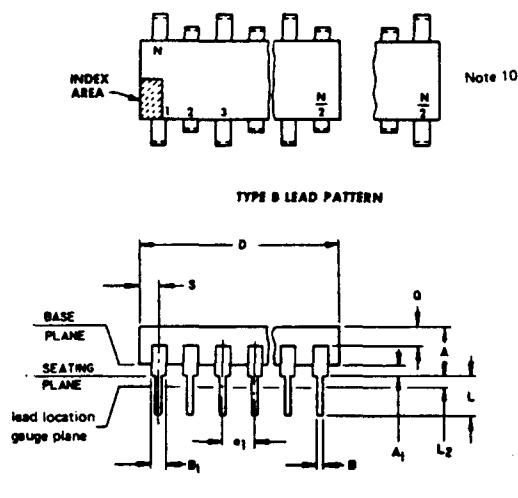 N
INDEX
AREA
1 2 3
N
2
N
2
Note 10
TYPE B LEAD PATTERN
D
S
Q
BASE
PLANE
A
SEATING
PLANE
L
lead location
gauge plane
e1
B1
B
A1
L2